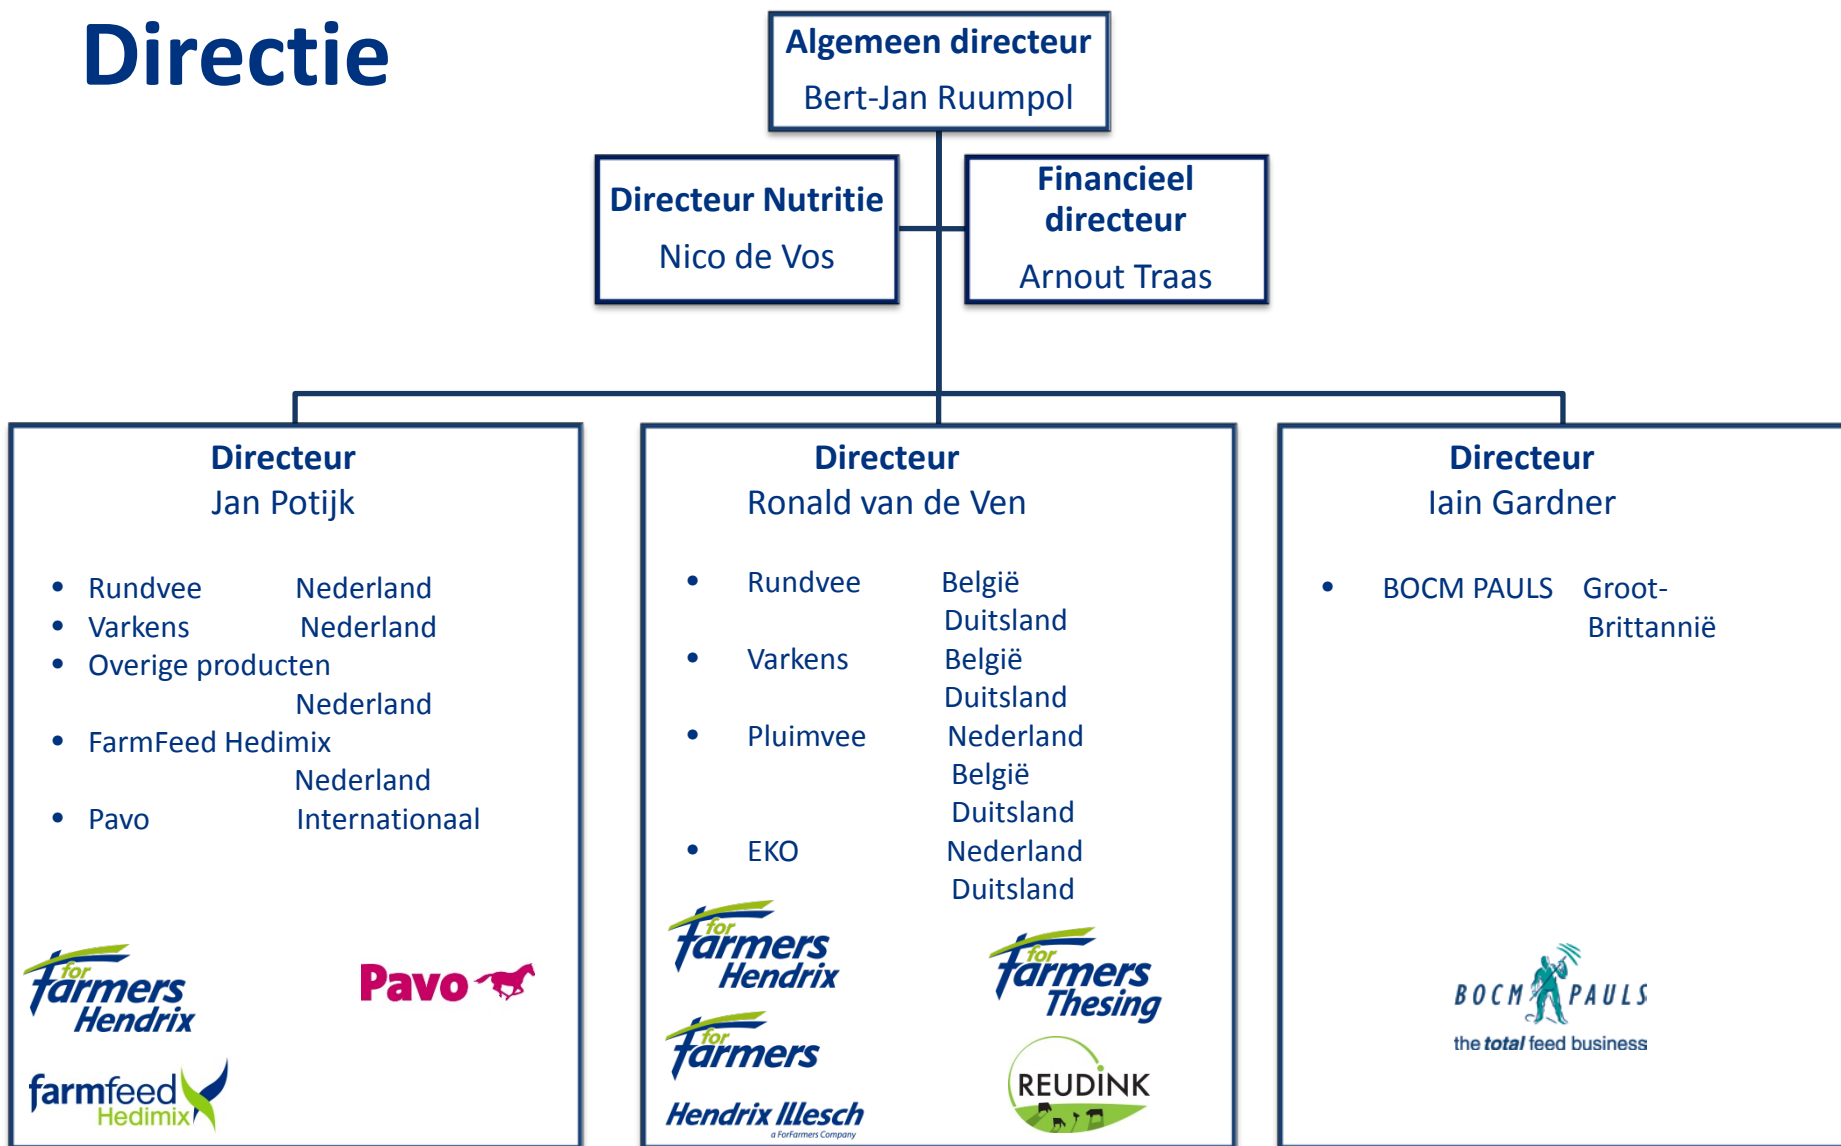 Directie
Algemeen directeur
Bert-Jan Ruumpol
Directeur Nutritie
Nico de Vos
Financieel
directeur
Arnout Traas
Directeur
Jan Potijk
• Rundvee Nederland
• Varkens Nederland
• Overige producten
Nederland
• FarmFeed Hedimix
Nederland
• Pavo Internationaal
for
farmers
Hendrix
Pavo
farmfeed
Hedimix
Directeur
Ronald van de Ven
• Rundvee België
Duitsland
• Varkens België
Duitsland
• Pluimvee Nederland
België
Duitsland
• EKO Nederland
Duitsland
for
farmers
Hendrix
for
farmers
Thesing
for
farmers
Hendrix Illesch
a ForFarmers Company
REUDINK
Directeur
Iain Gardner
• BOCM PAULS Groot-
Brittannië
BOCM PAULS
the total feed business